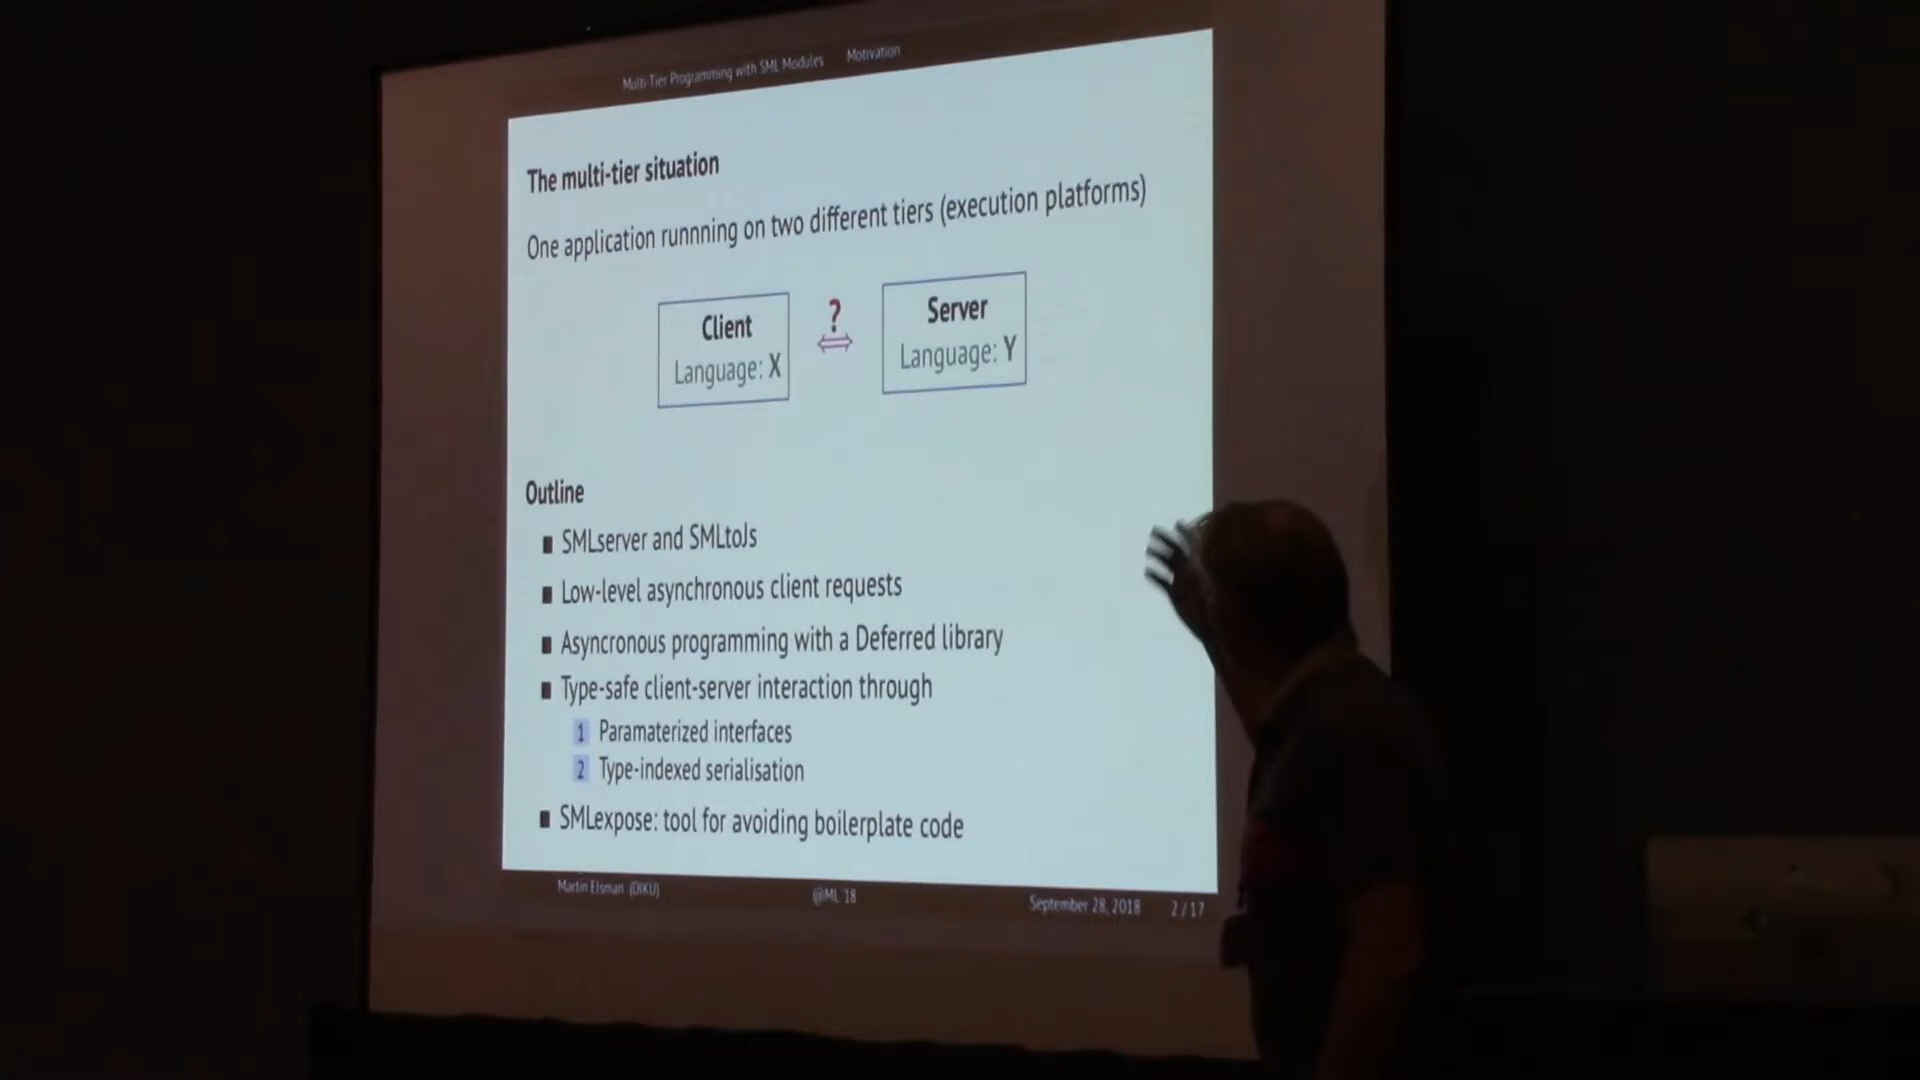 Multi-Tier Programming with SML Modules Motivation
The multi-tier situation
One application runnning on two different tiers (execution platforms)
Client
Language: X
?
Server
Language: Y
Outline
SMLserver and SMLtoJs
Low-level asynchronous client requests
Asyncronous programming with a Deferred library
Type-safe client-server interaction through
1 Paramaterized interfaces
2 Type-indexed serialisation
SMLexpose: tool for avoiding boilerplate code
Martin Elsman (DIKU) @ML'18 September 28, 2018 2 / 17